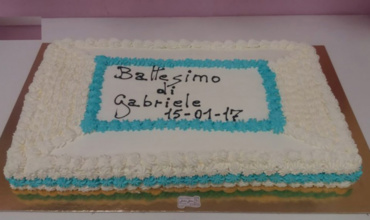 Battesimo
di
Gabriele
15-01-17